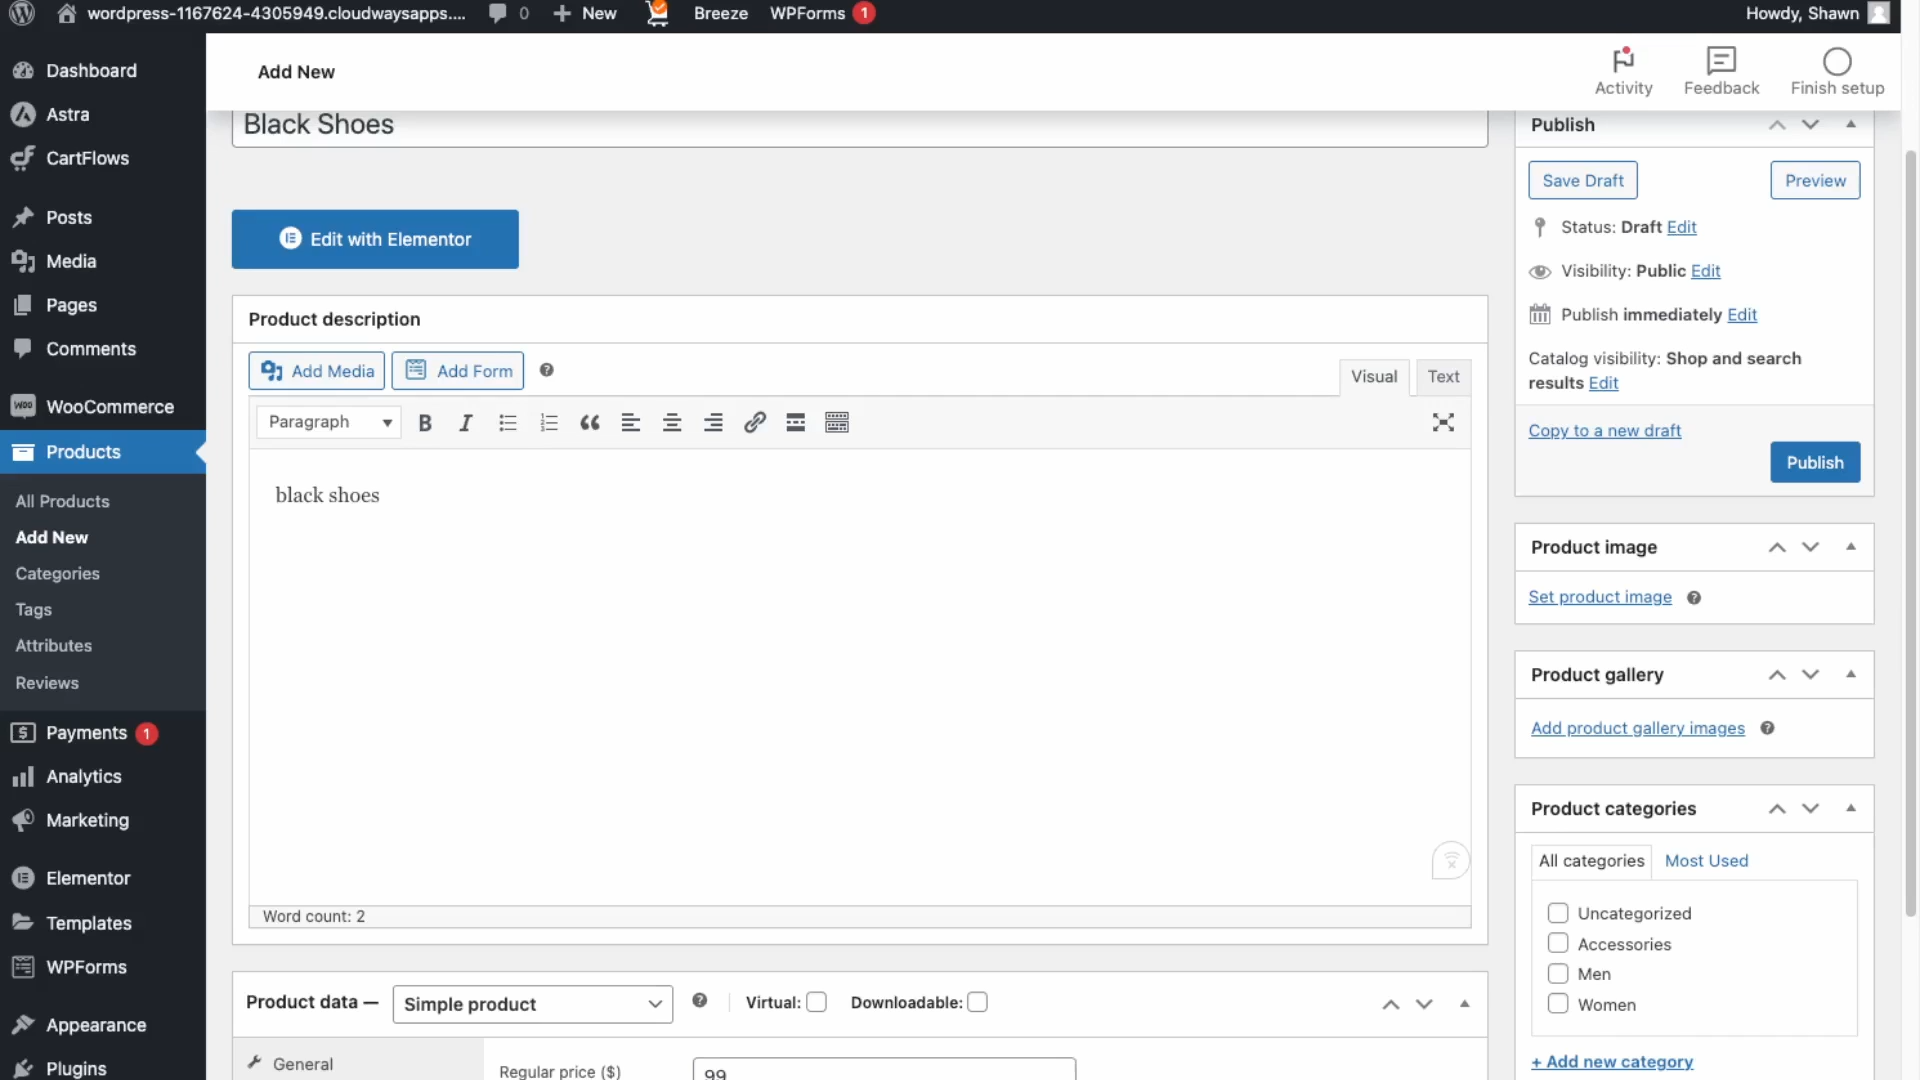 wordpress-1167624-4305949.cloudwaysapps.... 0 New Breeze WPForms 1 Howdy, Shawn
Dashboard
Astra
CartFlows
Posts
Media
Pages
Comments
WooCommerce
Products
All Products
Add New
Categories
Tags
Attributes
Reviews
Payments 1
Analytics
Marketing
Elementor
Templates
WPForms
Appearance
Plugins
Add New
Activity
Feedback
Finish setup
Black Shoes
Edit with Elementor
Product description
Add Media Add Form
Visual Text
Paragraph
black shoes
Word count: 2
Product data — Simple product Virtual: Downloadable:
General
Regular price ($) 99
Publish
Save Draft Preview
Status: Draft Edit
Visibility: Public Edit
Publish immediately Edit
Catalog visibility: Shop and search
results Edit
Copy to a new draft
Publish
Product image
Set product image
Product gallery
Add product gallery images
Product categories
All categories Most Used
Uncategorized
Accessories
Men
Women
+ Add new category